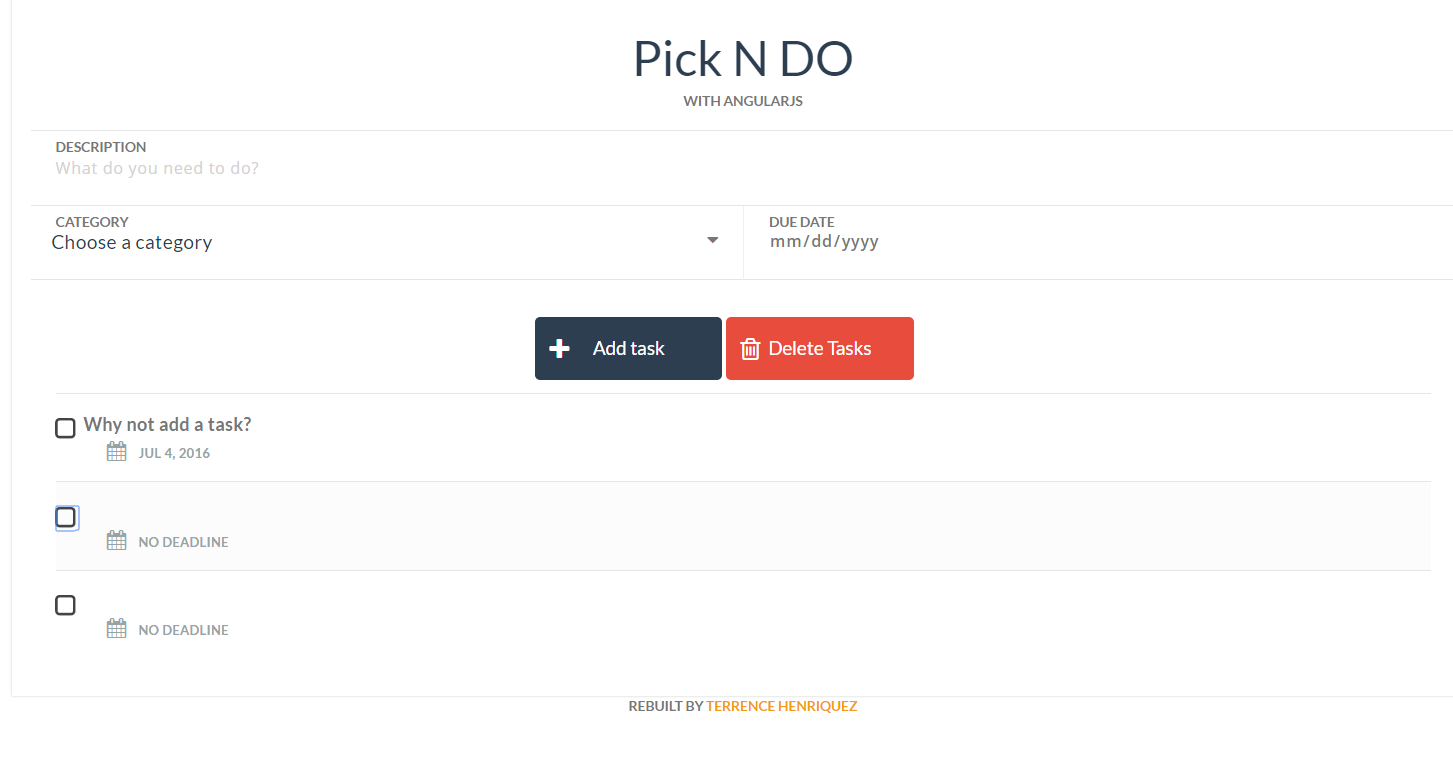 Pick N DO
WITH ANGULARJS
DESCRIPTION
What do you need to do?
CATEGORY
Choose a category
DUE DATE
mm/dd/yyyy
Add task
Delete Tasks
Why not add a task?
JUL 4, 2016
NO DEADLINE
NO DEADLINE
REBUILT BY TERRENCE HENRIQUEZ